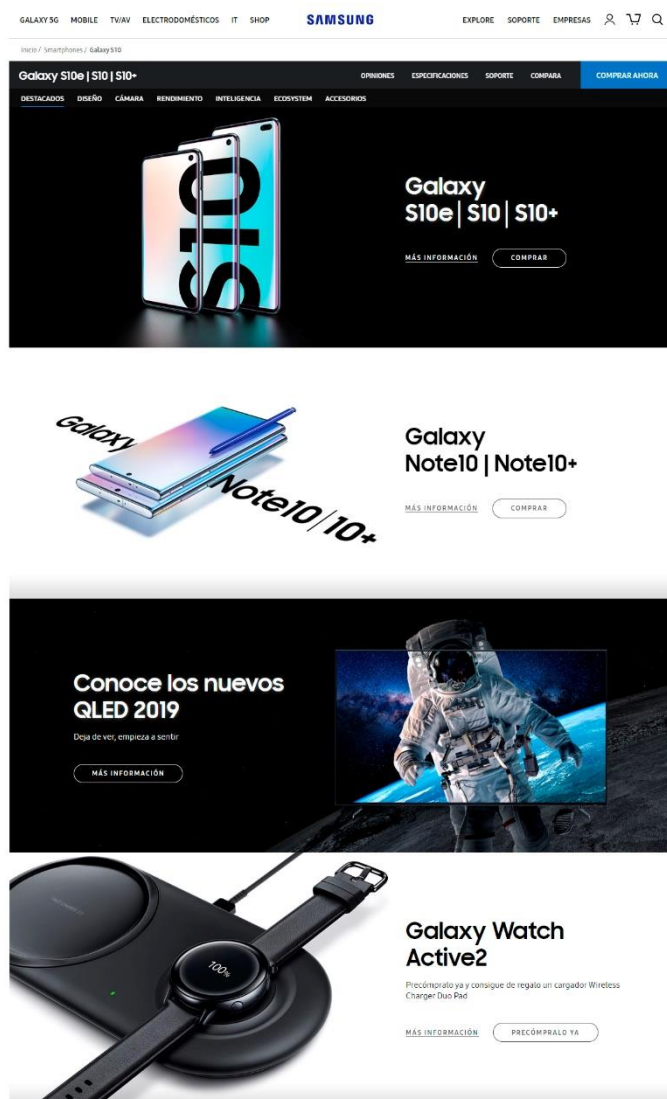 GALAXY 5G MOBILE TV/AV ELECTRODOMÉSTICOS IT SHOP SAMSUNG EXPLORE SOPORTE EMPRESAS
Inicio / Smartphones / Galaxy S10
Galaxy S10e | S10 | S10+ OPINIONES ESPECIFICACIONES SOPORTE COMPARA COMPRAR AHORA
DESTACADOS DISEÑO CÁMARA RENDIMIENTO INTELIGENCIA ECOSYSTEM ACCESORIOS
S10
Galaxy
S10e | S10 | S10+
MÁS INFORMACIÓN COMPRAR
Galaxy
Note10/10+
Galaxy
Note10 | Note10+
MÁS INFORMACIÓN COMPRAR
Conoce los nuevos
QLED 2019
Deja de ver, empieza a sentir
MÁS INFORMACIÓN
100%
Galaxy Watch
Active2
Precómpralo ya y consigue de regalo un cargador Wireless
Charger Duo Pad
MÁS INFORMACIÓN PRECÓMPRALO YA